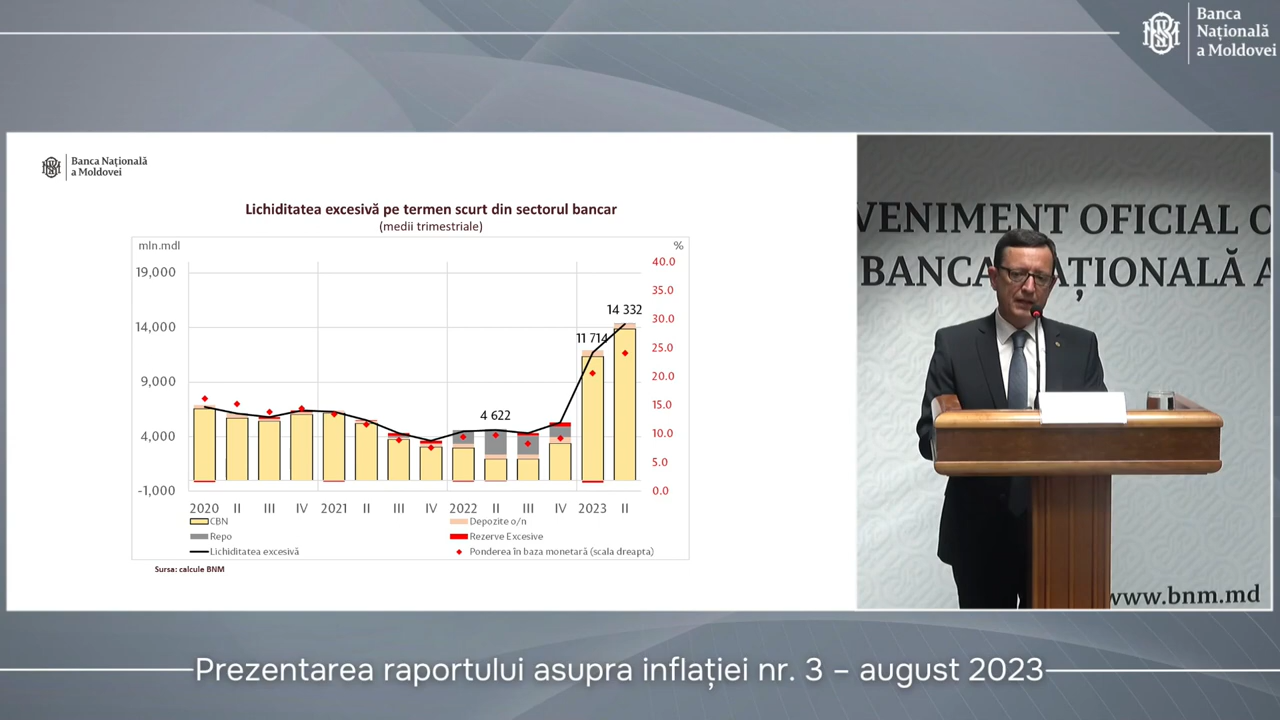 Banca
Națională
a Moldovei
Banca Națională
a Moldovei
Lichiditatea excesivă pe termen scurt din sectorul bancar
(medii trimestriale)
mln.mdl
%
19,000
14,000
9,000
4,000
-1,000
40.0
35.0
30.0
25.0
20.0
15.0
10.0
5.0
0.0
4 622
11 714
14 332
2020 II III IV 2021 II III IV 2022 II III IV 2023 II
CBN
Depozite o/n
Repo
Rezerve Excesive
Lichiditatea excesivă
Ponderea în baza monetară (scala dreapta)
Sursa: calcule BNM
VENIMENT OFICIAL
BANCA NAȚIONALĂ A
www.bnm.md
Prezentarea raportului asupra inflației nr. 3 – august 2023